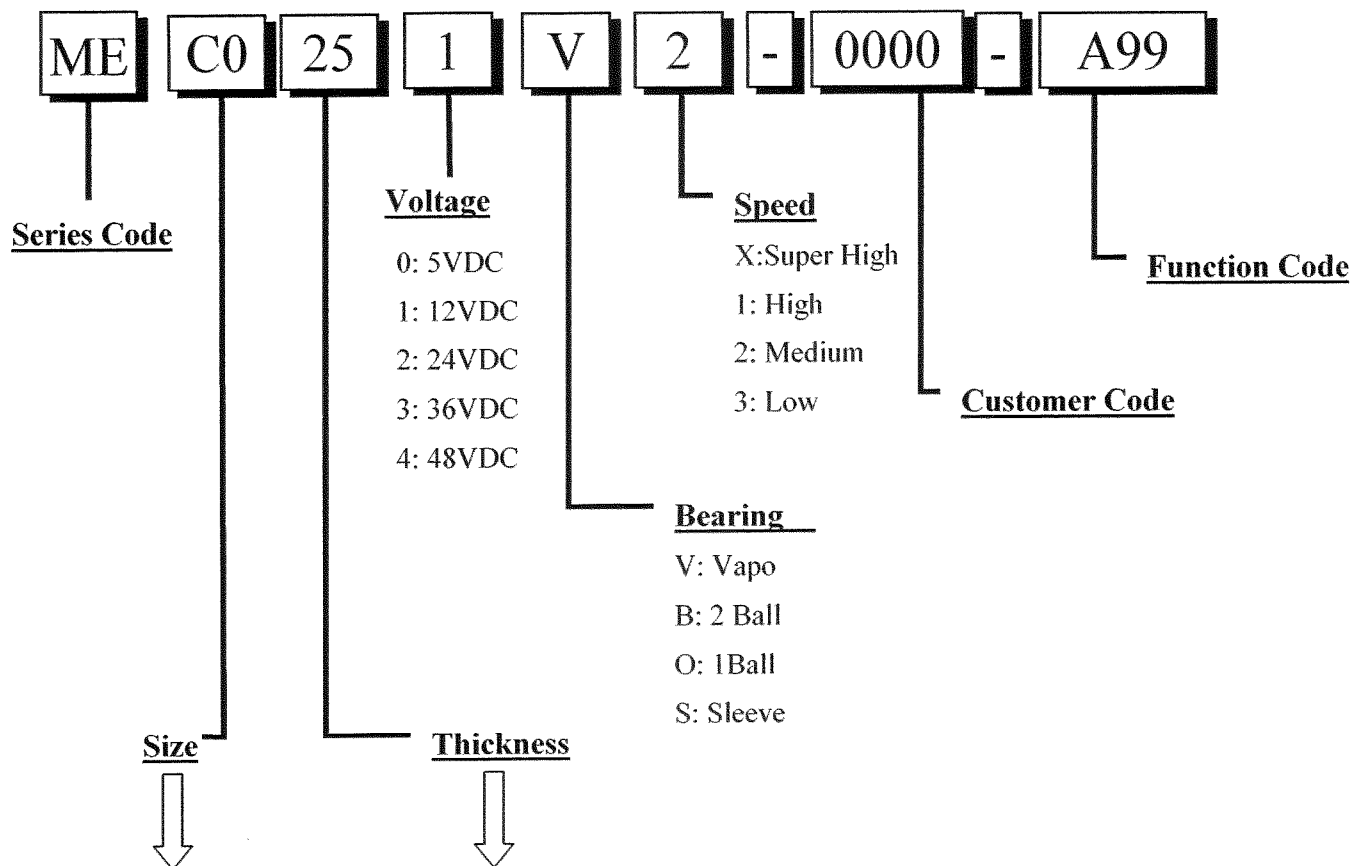 ME C0 25 1 V 2 - 0000 - A99
Series Code
Voltage
0: 5VDC
1: 12VDC
2: 24VDC
3: 36VDC
4: 48VDC
Speed
X:Super High
1: High
2: Medium
3: Low
Function Code
Customer Code
Bearing
V: Vapo
B: 2 Ball
O: 1Ball
S: Sleeve
Size
Thickness